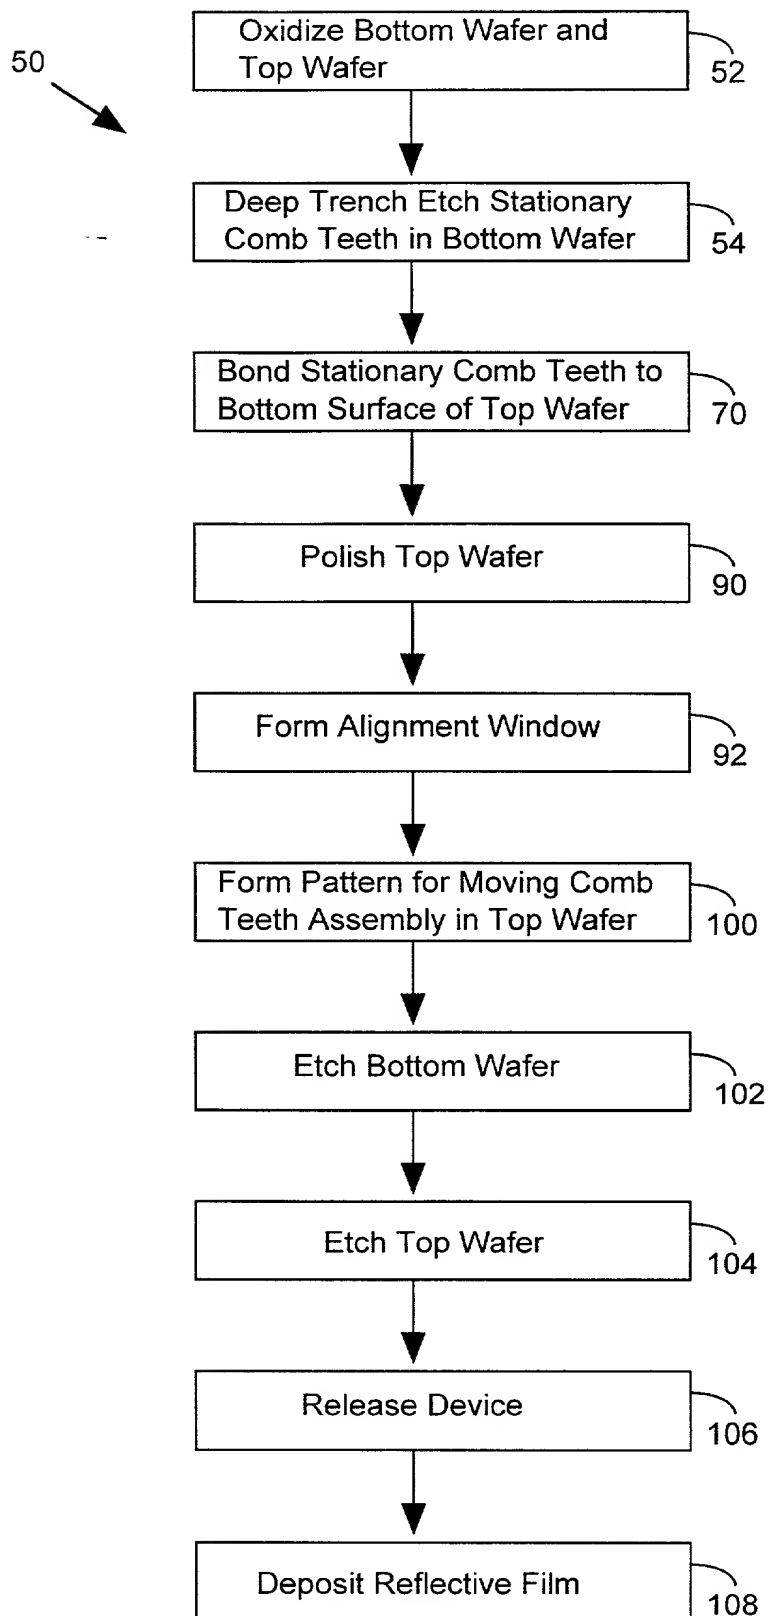 50
Oxidize Bottom Wafer and
Top Wafer
52
Deep Trench Etch Stationary
Comb Teeth in Bottom Wafer
54
Bond Stationary Comb Teeth to
Bottom Surface of Top Wafer
70
Polish Top Wafer
90
Form Alignment Window
92
Form Pattern for Moving Comb
Teeth Assembly in Top Wafer
100
Etch Bottom Wafer
102
Etch Top Wafer
104
Release Device
106
Deposit Reflective Film
108